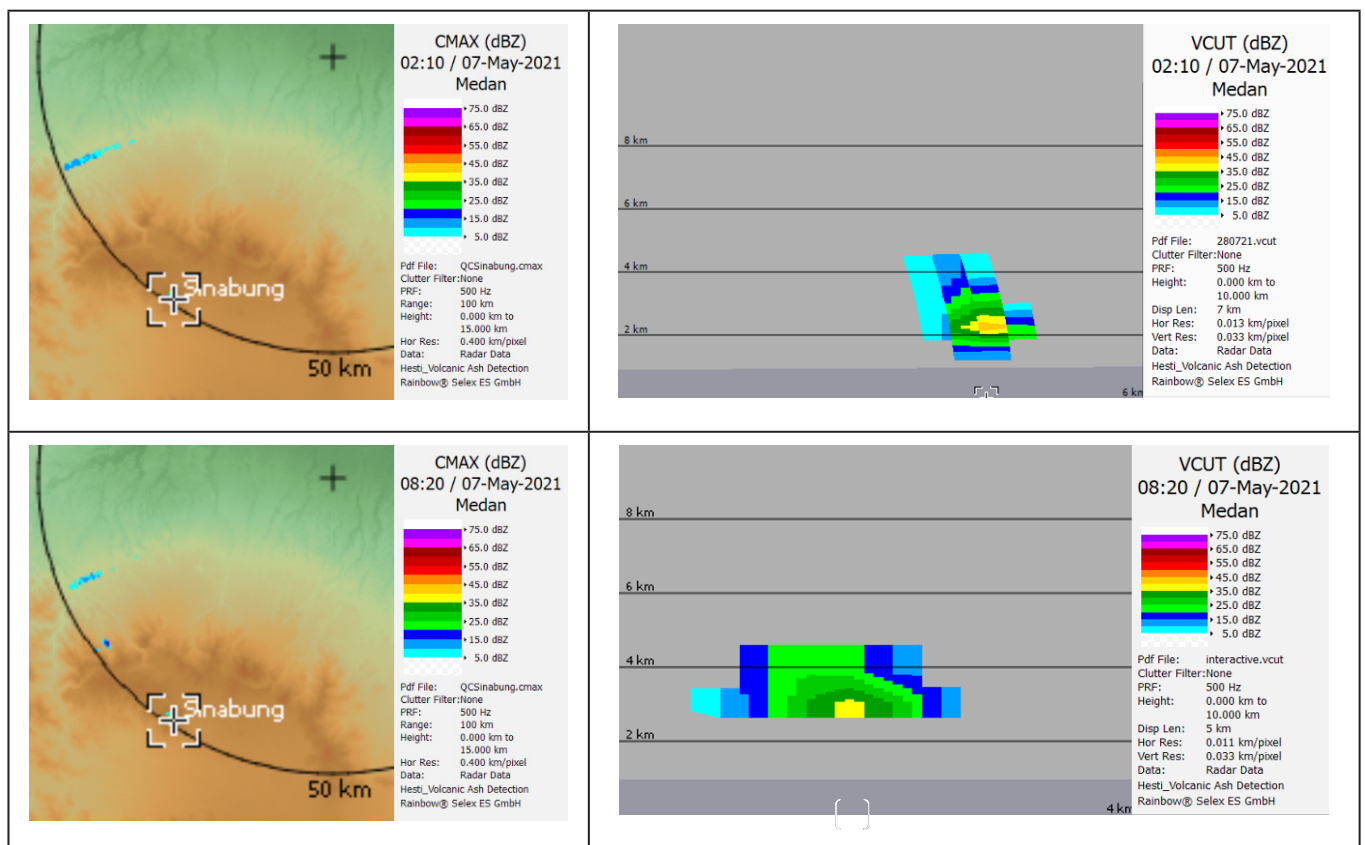 Sinabung
50 km
CMAX (dBZ)
02:10 / 07-May-2021
Medan
75.0 dBZ
65.0 dBZ
55.0 dBZ
45.0 dBZ
35.0 dBZ
25.0 dBZ
15.0 dBZ
5.0 dBZ
Pdf File: QCSinabung.cmax
Clutter Filter:None
PRF: 500 Hz
Range: 100 km
Height: 0.000 km to
15.000 km
Hor Res: 0.400 km/pixel
Data: Radar Data
Hesti_Volcanic Ash Detection
Rainbow® Selex ES GmbH
8 km
6 km
4 km
2 km
6 km
VCUT (dBZ)
02:10 / 07-May-2021
Medan
75.0 dBZ
65.0 dBZ
55.0 dBZ
45.0 dBZ
35.0 dBZ
25.0 dBZ
15.0 dBZ
5.0 dBZ
Pdf File: 280721.vcut
Clutter Filter:None
PRF: 500 Hz
Height: 0.000 km to
10.000 km
Disp Len: 7 km
Hor Res: 0.013 km/pixel
Vert Res: 0.033 km/pixel
Data: Radar Data
Hesti_Volcanic Ash Detection
Rainbow® Selex ES GmbH
Sinabung
50 km
CMAX (dBZ)
08:20 / 07-May-2021
Medan
75.0 dBZ
65.0 dBZ
55.0 dBZ
45.0 dBZ
35.0 dBZ
25.0 dBZ
15.0 dBZ
5.0 dBZ
Pdf File: QCSinabung.cmax
Clutter Filter:None
PRF: 500 Hz
Range: 100 km
Height: 0.000 km to
15.000 km
Hor Res: 0.400 km/pixel
Data: Radar Data
Hesti_Volcanic Ash Detection
Rainbow® Selex ES GmbH
8 km
6 km
4 km
2 km
4 km
VCUT (dBZ)
08:20 / 07-May-2021
Medan
75.0 dBZ
65.0 dBZ
55.0 dBZ
45.0 dBZ
35.0 dBZ
25.0 dBZ
15.0 dBZ
5.0 dBZ
Pdf File: interactive.vcut
Clutter Filter:None
PRF: 500 Hz
Height: 0.000 km to
10.000 km
Disp Len: 5 km
Hor Res: 0.011 km/pixel
Vert Res: 0.033 km/pixel
Data: Radar Data
Hesti_Volcanic Ash Detection
Rainbow® Selex ES GmbH